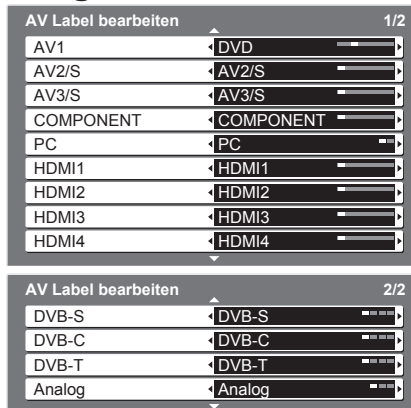 AV Label bearbeiten 1/2
AV1 DVD
AV2/S AV2/S
AV3/S AV3/S
COMPONENT COMPONENT
PC PC
HDMI1 HDMI1
HDMI2 HDMI2
HDMI3 HDMI3
HDMI4 HDMI4
AV Label bearbeiten 2/2
DVB-S DVB-S
DVB-C DVB-C
DVB-T DVB-T
Analog Analog